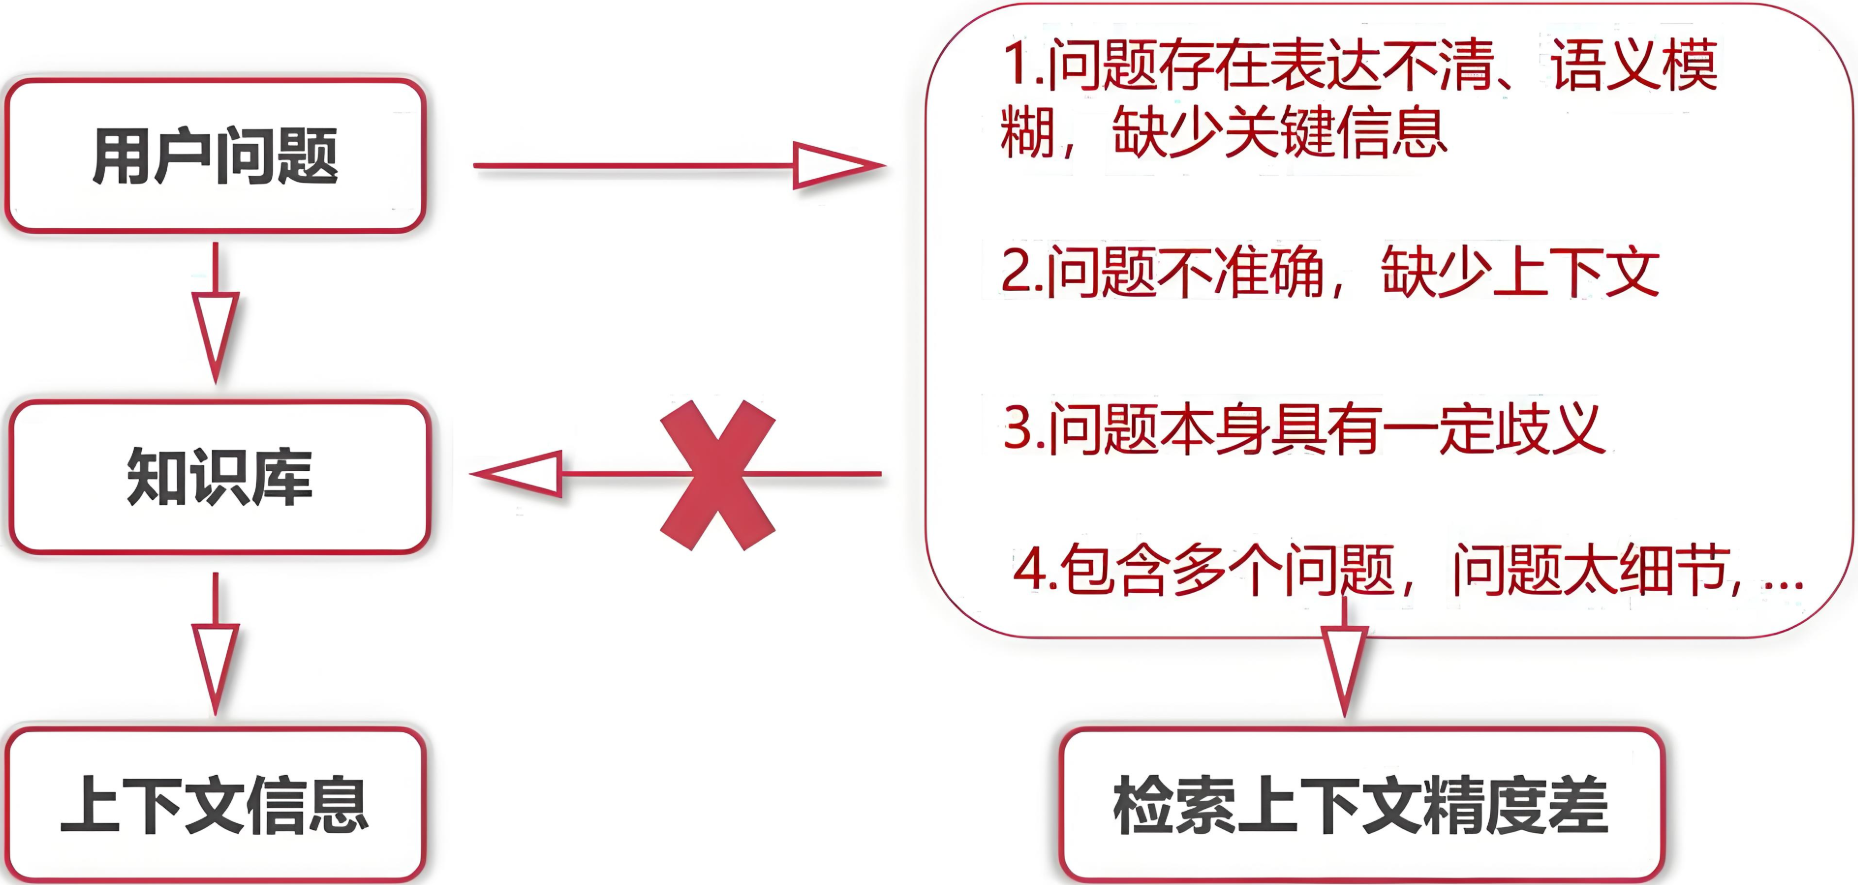 用户问题
知识库
上下文信息
1.问题存在表达不清、语义模
糊，缺少关键信息
2.问题不准确，缺少上下文
3.问题本身具有一定歧义
4.包含多个问题，问题太细节, ...
检索上下文精度差